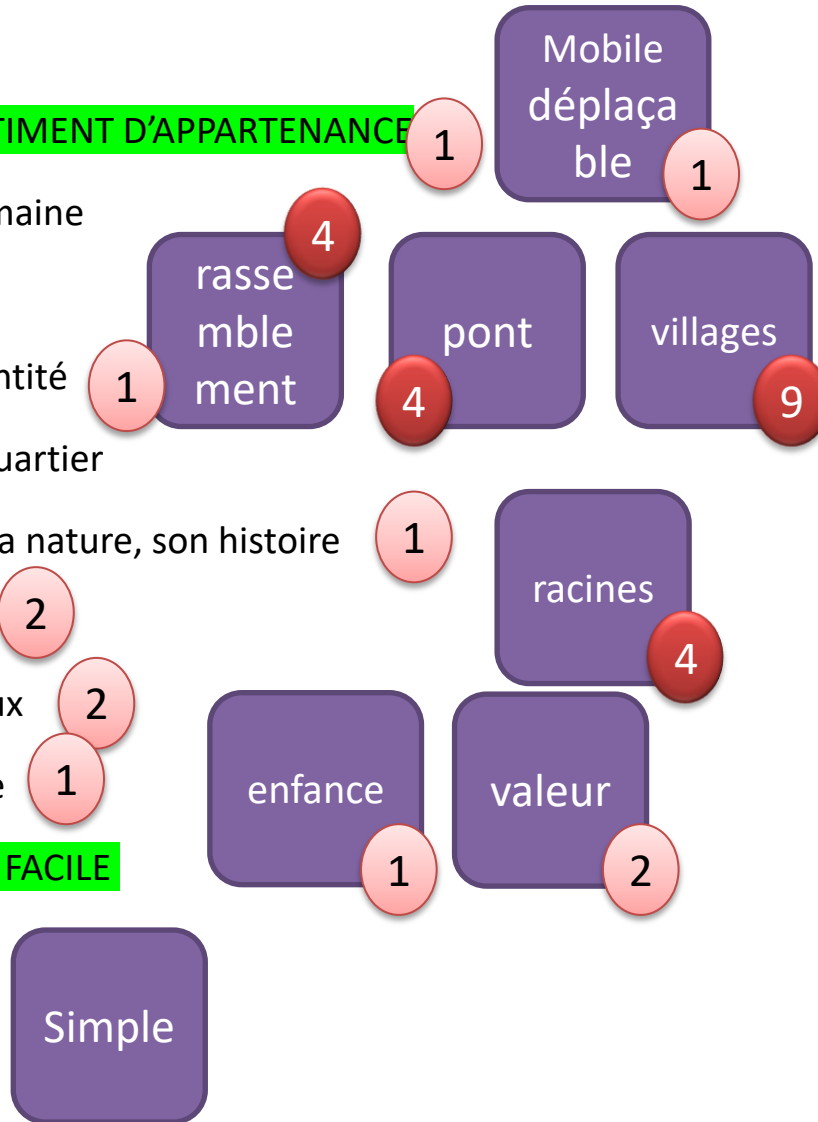 Mobile
déplaça
ble
1
TIMENT D'APPARTENANCE
1
maine
4
rasse
mble
ment
pont
4
villages
9
ntité
1
uartier
a nature, son histoire
1
racines
4
2
ux
2
e
1
enfance
1
valeur
2
FACILE
Simple